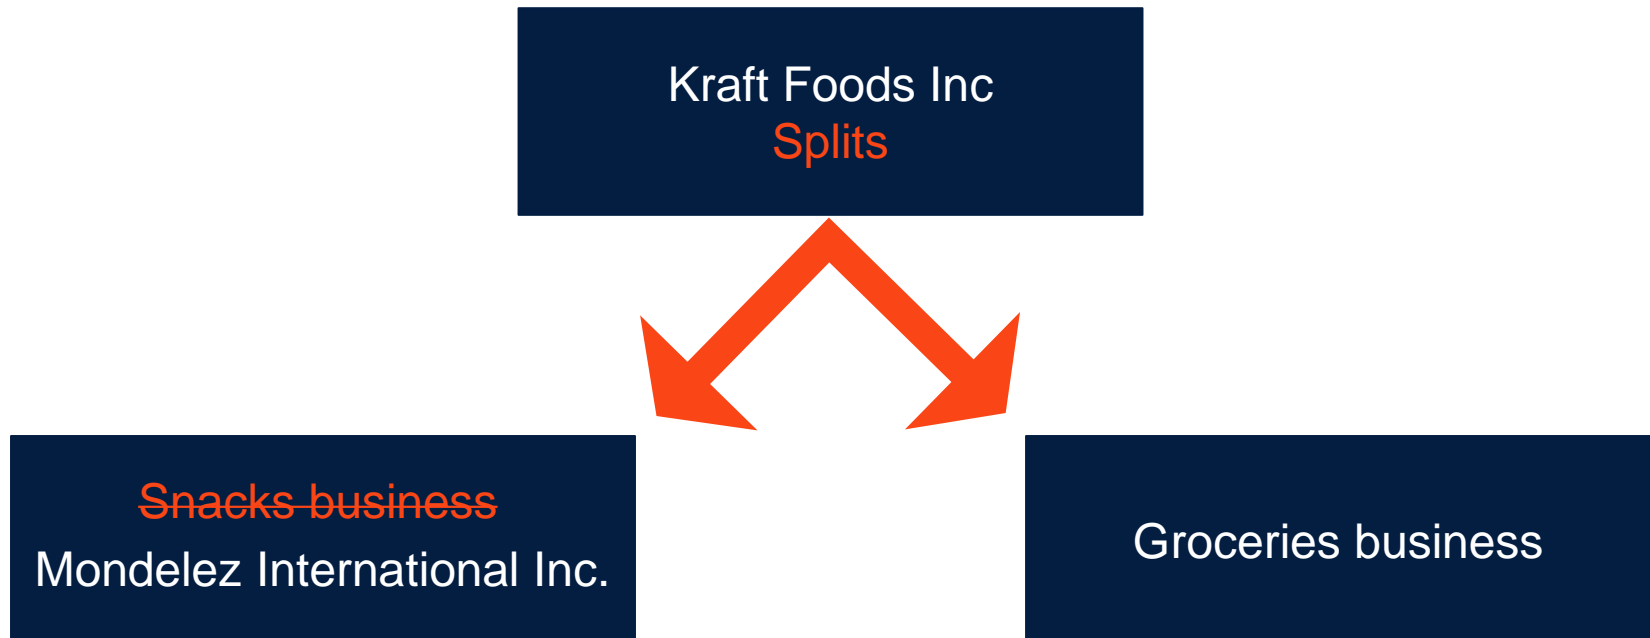 Kraft Foods Inc
Splits
Snacks business
Mondelez International Inc.
Groceries business